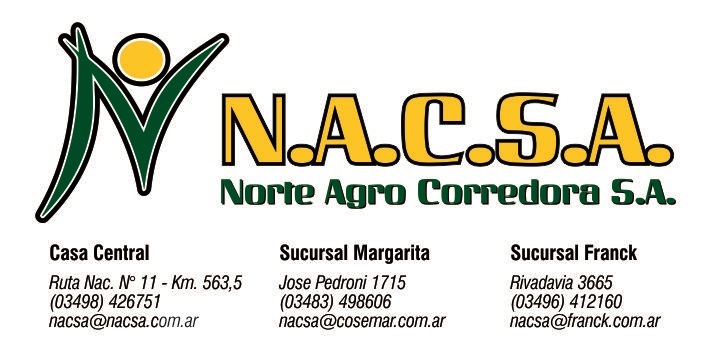 N.A.C.S.A.
Norte Agro Corredora S.A.
Casa Central
Ruta Nac. N° 11 - Km. 563,5
(03498) 426751
nacsa@nacsa.com.ar
Sucursal Margarita
Jose Pedroni 1715
(03483) 498606
nacsa@cosemar.com.ar
Sucursal Franck
Rivadavia 3665
(03496) 412160
nacsa@franck.com.ar